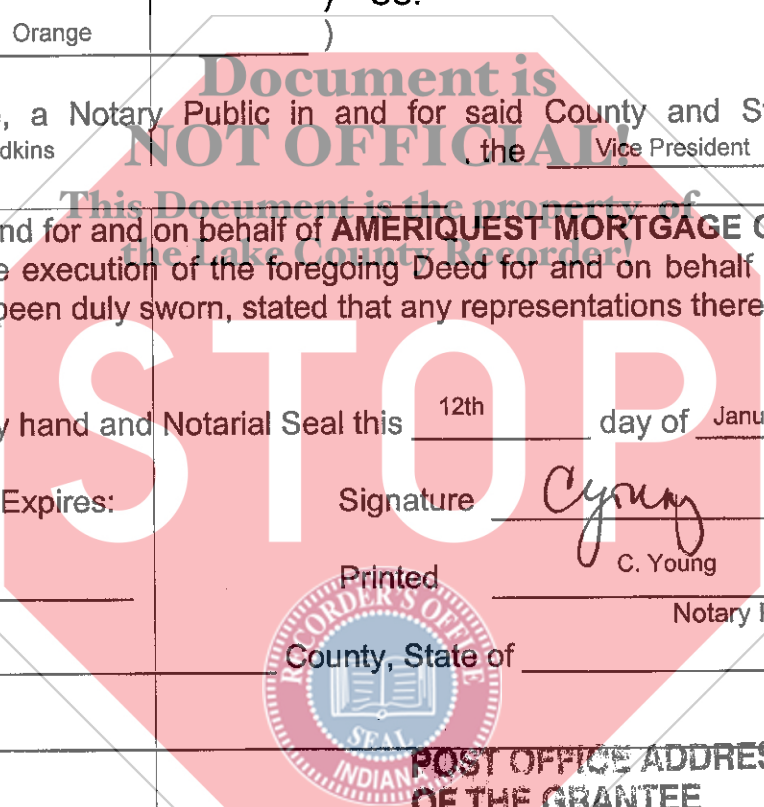 ) ss.
Orange )
Document is
, a Notary Public in and for said County and St
NOT OFFICIAL!
dkins , the Vice President
This Document is the property of
nd for and on behalf of AMERIQUEST MORTGAGE C
the Lake County Recorder!
e execution of the foregoing Deed for and on behalf
been duly sworn, stated that any representations there
STOP
y hand and Notarial Seal this 12th day of Janu
Expires: Signature CYoung
C. Young
Printed
Notary P
County, State of
RECORDER'S OFFICE
SEAL
INDIANA
POST OFFICE ADDRES
OF THE GRANTEE